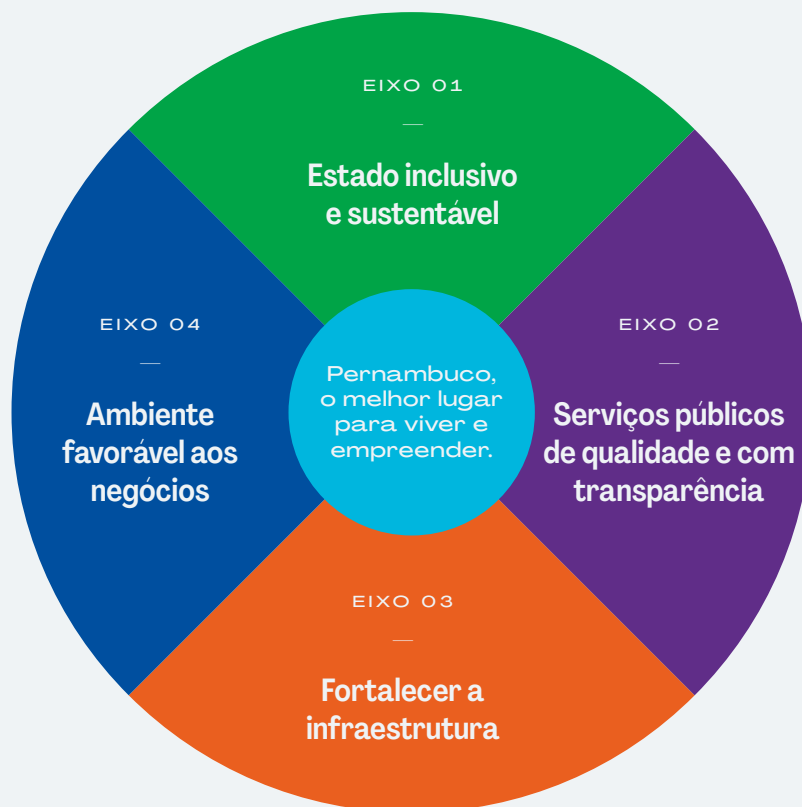 EIXO 01
Estado inclusivo
e sustentável
EIXO 02
Serviços públicos
de qualidade e com
transparência
EIXO 03
Fortalecer a
infraestrutura
EIXO 04
Ambiente
favorável aos
negócios
Pernambuco,
o melhor lugar
para viver e
empreender.